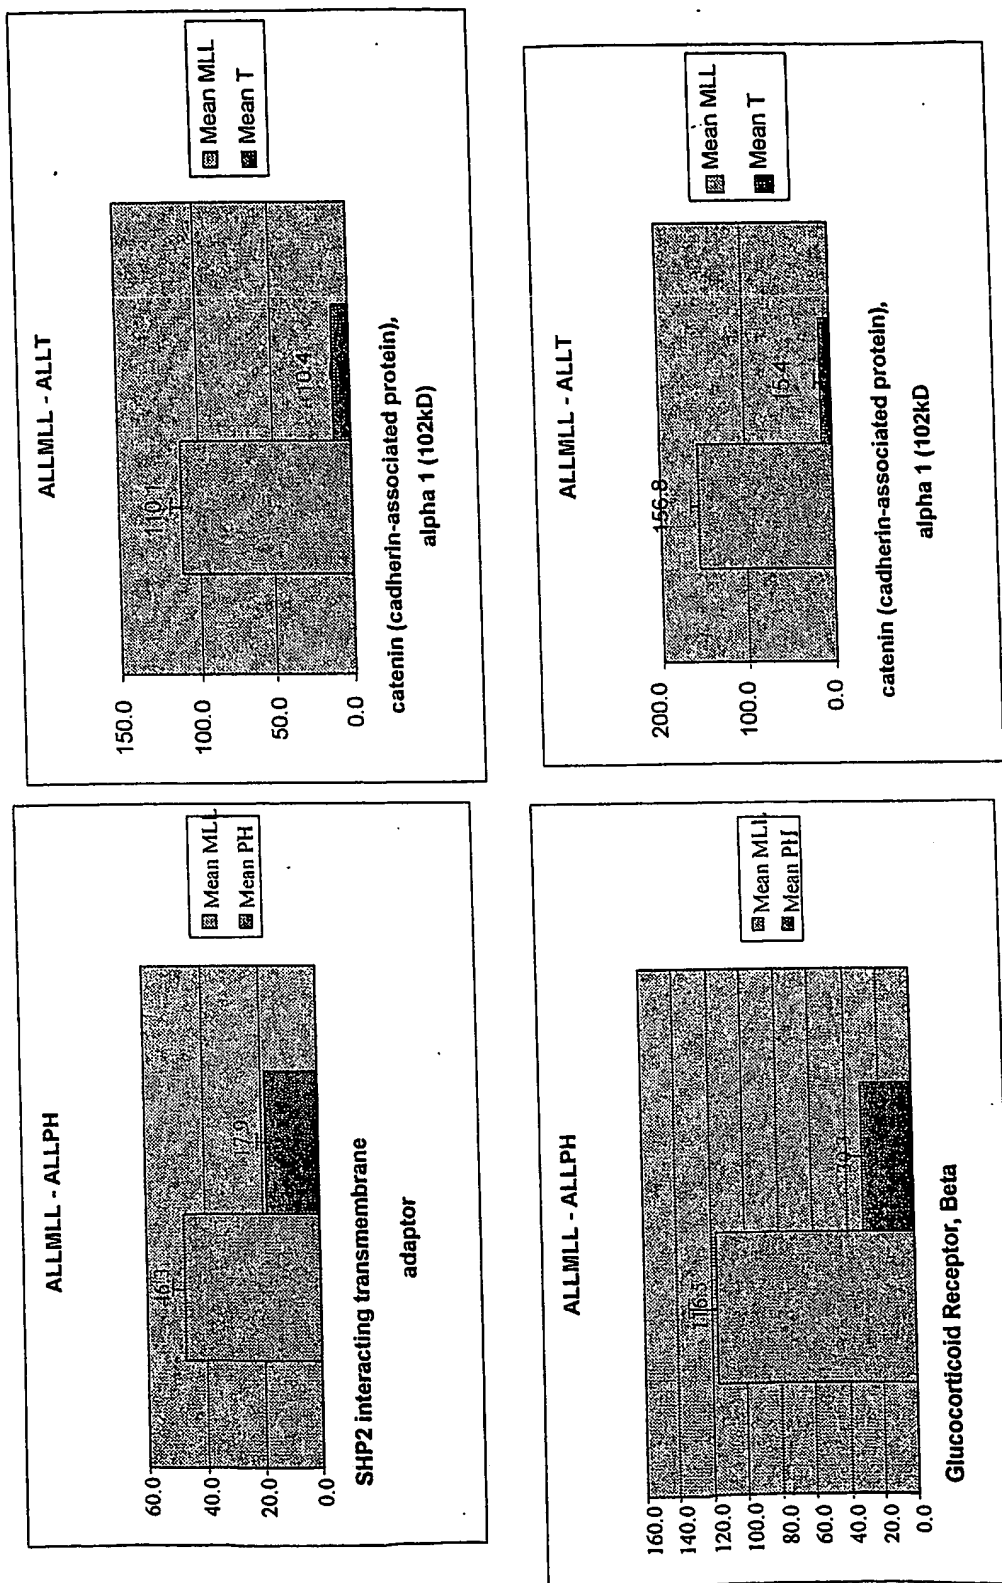 ALLMLL - ALLPH
60.0
40.0
20.0
0.0
46.1
17.9
Mean MLL
Mean PH
SHP2 interacting transmembrane
adaptor
ALLMLL - ALLT
150.0
100.0
50.0
0.0
110.1
10.4
Mean MLL
Mean T
catenin (cadherin-associated protein),
alpha 1 (102kD)
ALLMLL - ALLPH
160.0
140.0
120.0
100.0
80.0
60.0
40.0
20.0
0.0
116.5
Mean MLL
Mean PH
Glucocorticoid Receptor, Beta
ALLMLL - ALLT
200.0
100.0
0.0
156.8
15.4
Mean MLL
Mean T
catenin (cadherin-associated protein),
alpha 1 (102kD